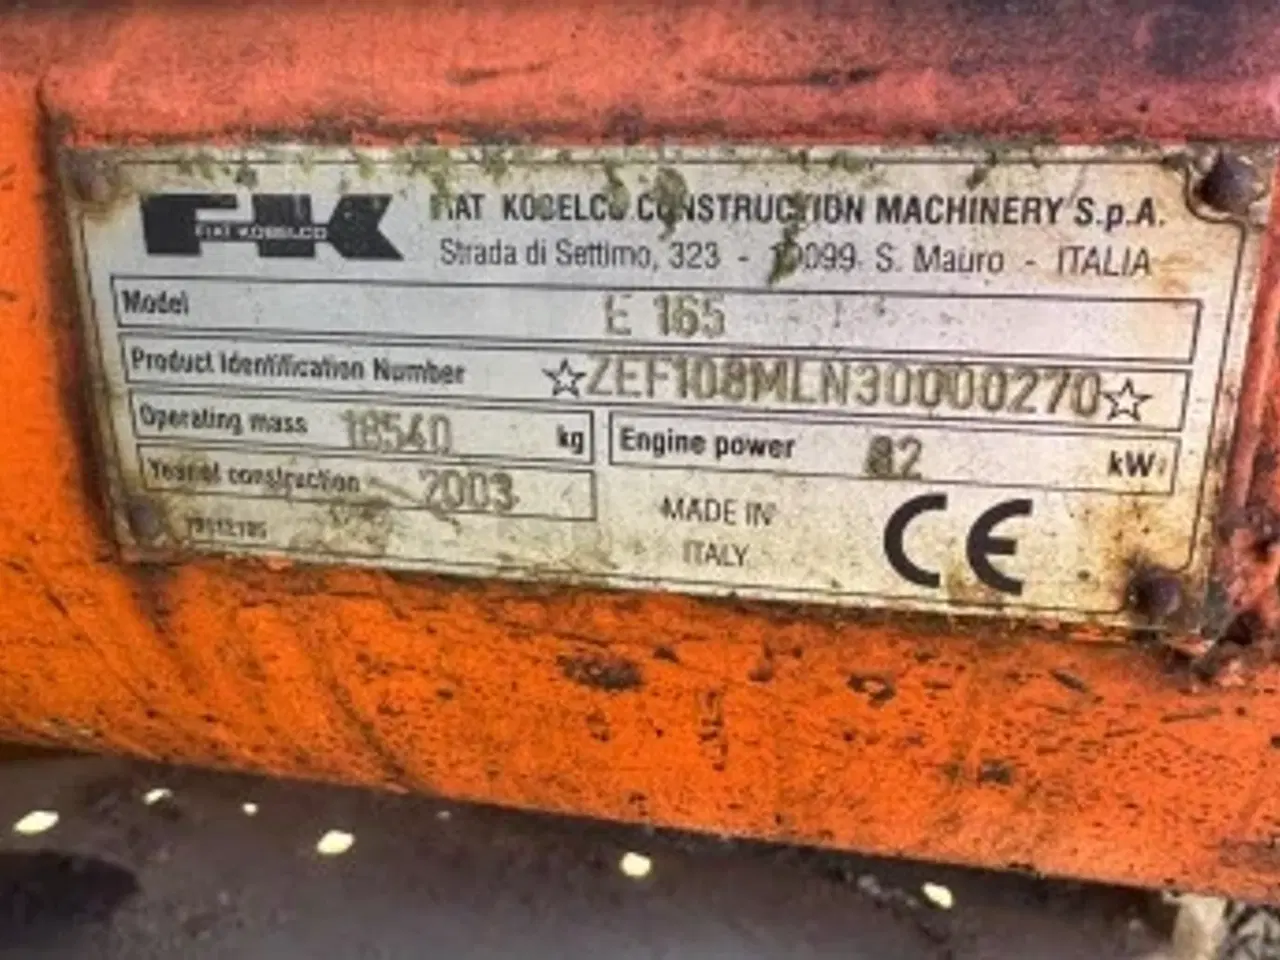 FK
FIAT KOBELCO
FIAT KOBELCO CONSTRUCTION MACHINERY S.p.A.
Strada di Settimo, 323 - 10099 S. Mauro - ITALIA
Model E 165
Product Identification Number ☆ZEF108MLN30000270☆
Operating mass 18540 kg
Engine power 82 kW
Year of construction 2003
MADE IN
ITALY
CE